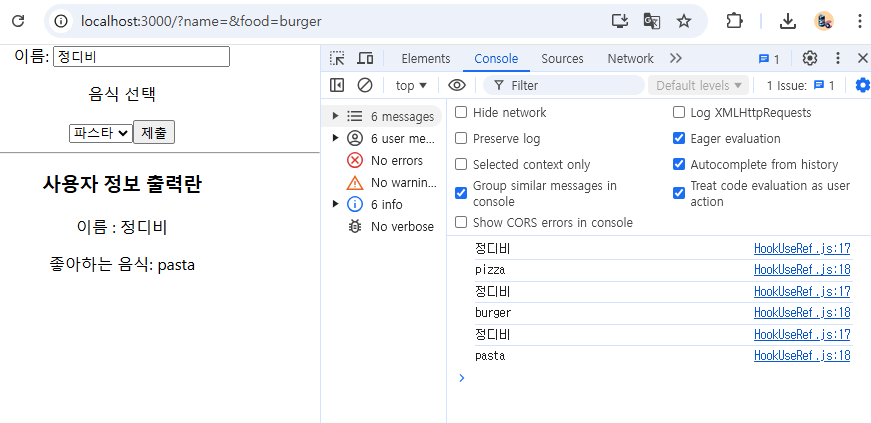 localhost:3000/?name=&food=burger
이름: 정디비
음식 선택
파스타 제출
사용자 정보 출력란
이름 : 정디비
좋아하는 음식: pasta
Elements Console Sources Network 1
top Filter Default levels 1 Issue: 1
6 messages
6 user me...
No errors
No warnin...
6 info
No verbose
Hide network Log XMLHttpRequests
Preserve log Eager evaluation
Selected context only Autocomplete from history
Group similar messages in console Treat code evaluation as user action
Show CORS errors in console
정디비 HookUseRef.js:17
pizza HookUseRef.js:18
정디비 HookUseRef.js:17
burger HookUseRef.js:18
정디비 HookUseRef.js:17
pasta HookUseRef.js:18